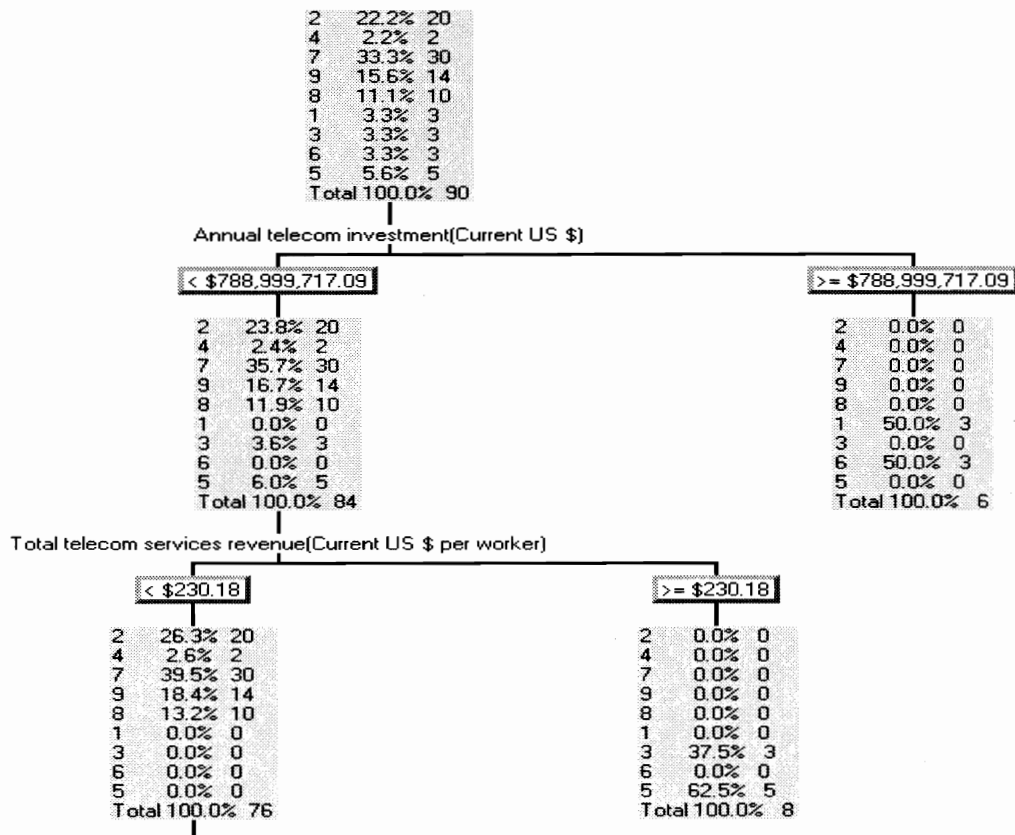 2 22.2% 20
4 2.2% 2
7 33.3% 30
9 15.6% 14
8 11.1% 10
1 3.3% 3
3 3.3% 3
6 3.3% 3
5 5.6% 5
Total 100.0% 90
Annual telecom investment(Current US $)
< $788,999,717.09
>= $788,999,717.09
2 23.8% 20
4 2.4% 2
7 35.7% 30
9 16.7% 14
8 11.9% 10
1 0.0% 0
3 3.6% 3
6 0.0% 0
5 6.0% 5
Total 100.0% 84
2 0.0% 0
4 0.0% 0
7 0.0% 0
9 0.0% 0
8 0.0% 0
1 50.0% 3
3 0.0% 0
6 50.0% 3
5 0.0% 0
Total 100.0% 6
Total telecom services revenue(Current US $ per worker)
< $230.18
>= $230.18
2 26.3% 20
4 2.6% 2
7 39.5% 30
9 18.4% 14
8 13.2% 10
1 0.0% 0
3 0.0% 0
6 0.0% 0
5 0.0% 0
Total 100.0% 76
2 0.0% 0
4 0.0% 0
7 0.0% 0
9 0.0% 0
8 0.0% 0
1 0.0% 0
3 37.5% 3
6 0.0% 0
5 62.5% 5
Total 100.0% 8